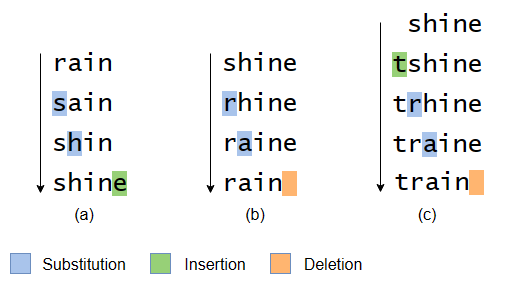 rain
sain
shin
shine
(a)
shine
rhine
raine
rain
(b)
shine
tshine
trhine
traine
train
(c)
Substitution
Insertion
Deletion